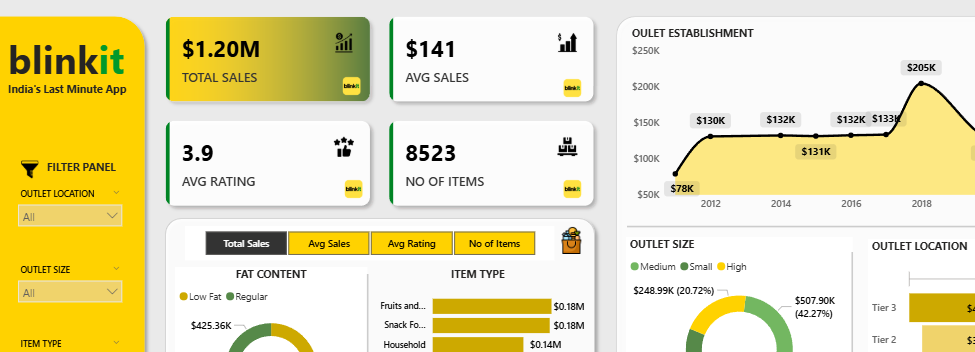 blinkit
India's Last Minute App
FILTER PANEL
OUTLET LOCATION
All
OUTLET SIZE
All
ITEM TYPE
$1.20M
TOTAL SALES
blinkit
$141
AVG SALES
blinkit
3.9
AVG RATING
blinkit
8523
NO OF ITEMS
blinkit
Total Sales
Avg Sales
Avg Rating
No of Items
FAT CONTENT
Low Fat
Regular
$425.36K
ITEM TYPE
Fruits and...
$0.18M
Snack Fo...
$0.18M
Household
$0.14M
OULET ESTABLISHMENT
$250K
$200K
$150K
$100K
$50K
$78K
$130K
$132K
$131K
$132K
$133K
$205K
2012
2014
2016
2018
OUTLET SIZE
Medium
Small
High
$248.99K (20.72%)
$507.90K
(42.27%)
OUTLET LOCATION
Tier 3
Tier 2